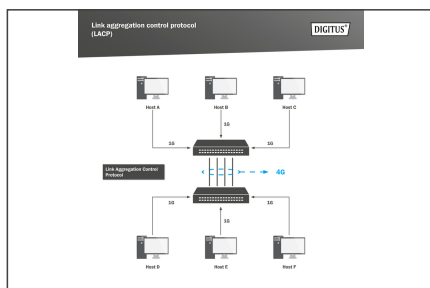 Link aggregation control protocol
(LACP)
DIGITUS®
Host A
Host B
Host C
1G
1G
1G
Link Aggregation Control
Protocol
4G
1G
1G
1G
Host D
Host E
Host F